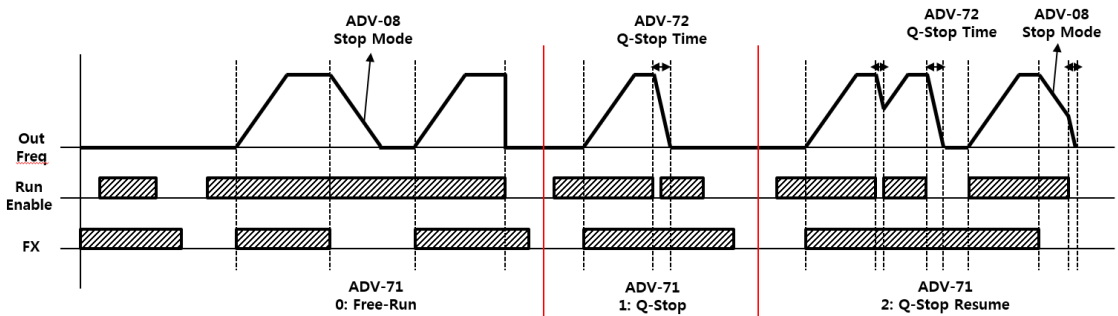 ADV-08
Stop Mode
ADV-72
Q-Stop Time
ADV-72
Q-Stop Time
ADV-08
Stop Mode
Out
Freq
Run
Enable
FX
ADV-71
0: Free-Run
ADV-71
1: Q-Stop
ADV-71
2: Q-Stop Resume